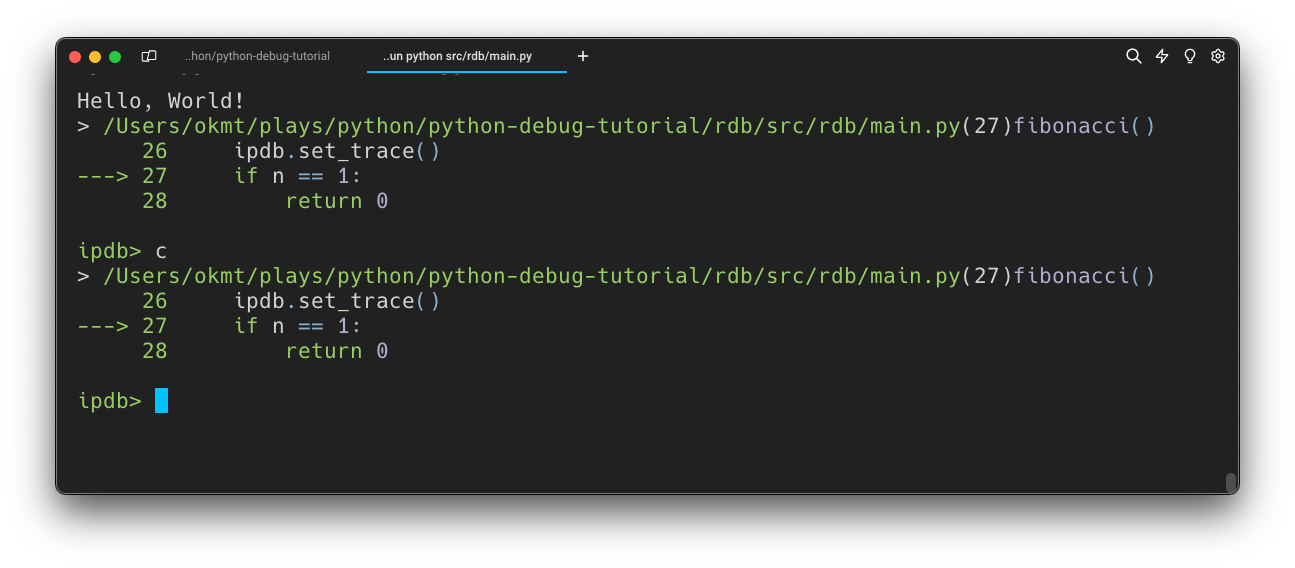 ..hon/python-debug-tutorial ..un python src/rdb/main.py +
Hello, World!
> /Users/okmt/plays/python/python-debug-tutorial/rdb/src/rdb/main.py(27)fibonacci()
     26     ipdb.set_trace()
---> 27     if n == 1:
     28         return 0
ipdb> c
> /Users/okmt/plays/python/python-debug-tutorial/rdb/src/rdb/main.py(27)fibonacci()
     26     ipdb.set_trace()
---> 27     if n == 1:
     28         return 0
ipdb>